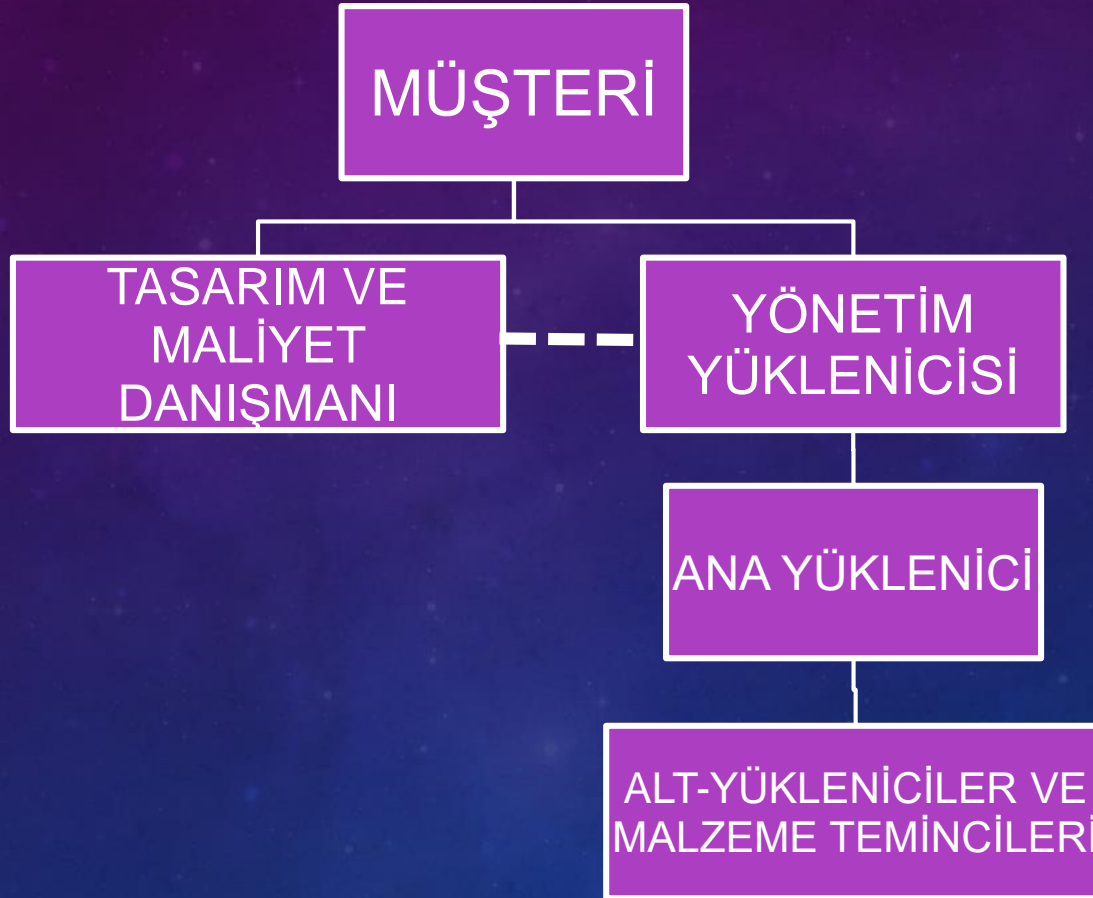 MÜŞTERİ
TASARIM VE
MALİYET
DANIŞMANI
YÖNETİM
YÜKLENİCİSİ
ANA YÜKLENİCİ
ALT-YÜKLENİCİLER VE
MALZEME TEMİNCİLERİ